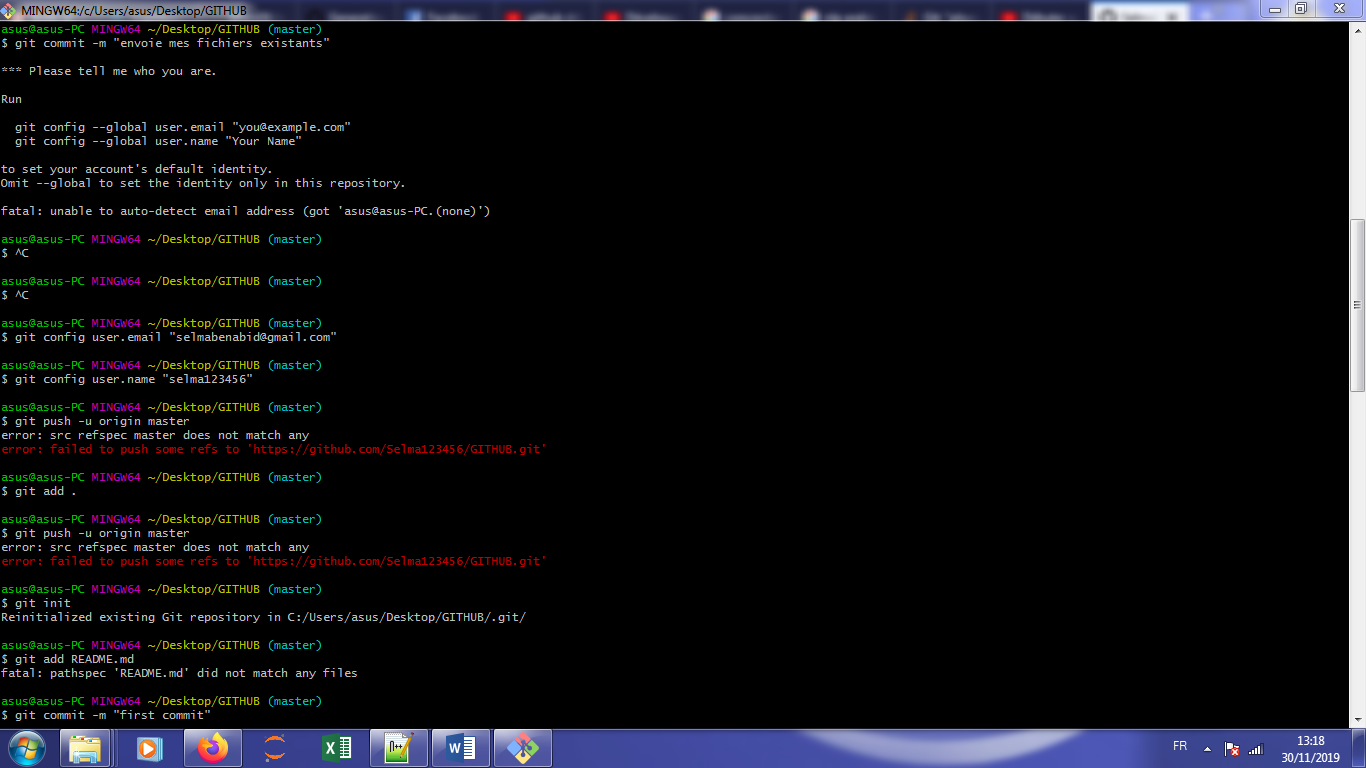 MINGW64:/c/Users/asus/Desktop/GITHUB
asus@asus-PC MINGW64 ~/Desktop/GITHUB (master)
$ git commit -m "envoie mes fichiers existants"
*** Please tell me who you are.
Run
git config --global user.email "you@example.com"
git config --global user.name "Your Name"
to set your account's default identity.
Omit --global to set the identity only in this repository.
fatal: unable to auto-detect email address (got 'asus@asus-PC.(none)')
asus@asus-PC MINGW64 ~/Desktop/GITHUB (master)
$ ^C
asus@asus-PC MINGW64 ~/Desktop/GITHUB (master)
$ ^C
asus@asus-PC MINGW64 ~/Desktop/GITHUB (master)
$ git config user.email "selmabenabid@gmail.com"
asus@asus-PC MINGW64 ~/Desktop/GITHUB (master)
$ git config user.name "selma123456"
asus@asus-PC MINGW64 ~/Desktop/GITHUB (master)
$ git push -u origin master
error: src refspec master does not match any
error: failed to push some refs to 'https://github.com/Selma123456/GITHUB.git'
asus@asus-PC MINGW64 ~/Desktop/GITHUB (master)
$ git add .
asus@asus-PC MINGW64 ~/Desktop/GITHUB (master)
$ git push -u origin master
error: src refspec master does not match any
error: failed to push some refs to 'https://github.com/Selma123456/GITHUB.git'
asus@asus-PC MINGW64 ~/Desktop/GITHUB (master)
$ git init
Reinitialized existing Git repository in C:/Users/asus/Desktop/GITHUB/.git/
asus@asus-PC MINGW64 ~/Desktop/GITHUB (master)
$ git add README.md
fatal: pathspec 'README.md' did not match any files
asus@asus-PC MINGW64 ~/Desktop/GITHUB (master)
$ git commit -m "first commit"
FR
13:18
30/11/2019